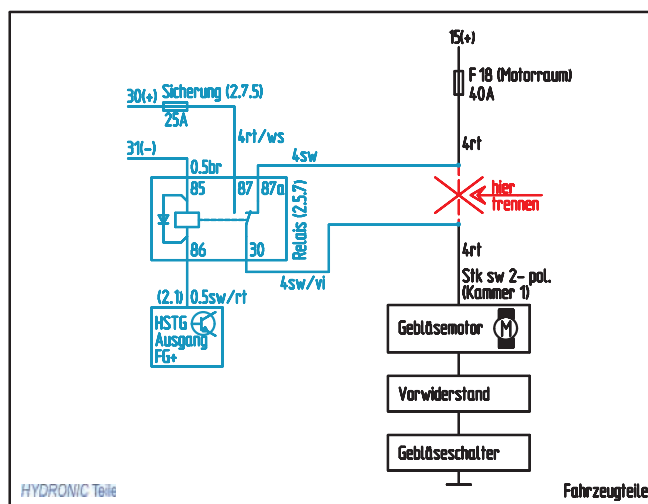 15(+)
F 18 (Motorraum)
40A
Sicherung (2.7.5)
30(+)
25A
4rt/ws
4rt
31(-)
4sw
0.5br
85
87
87a
hier
trennen
Relais (2.5.7)
86
30
4rt
4sw/vi
Stk sw 2- pol.
(Kammer 1)
(2.1)
0.5sw/rt
HSTG
Ausgang
FG+
Gebläsemotor
M
Vorwiderstand
Gebläseschalter
HYDRONIC Teile
Fahrzeugteile